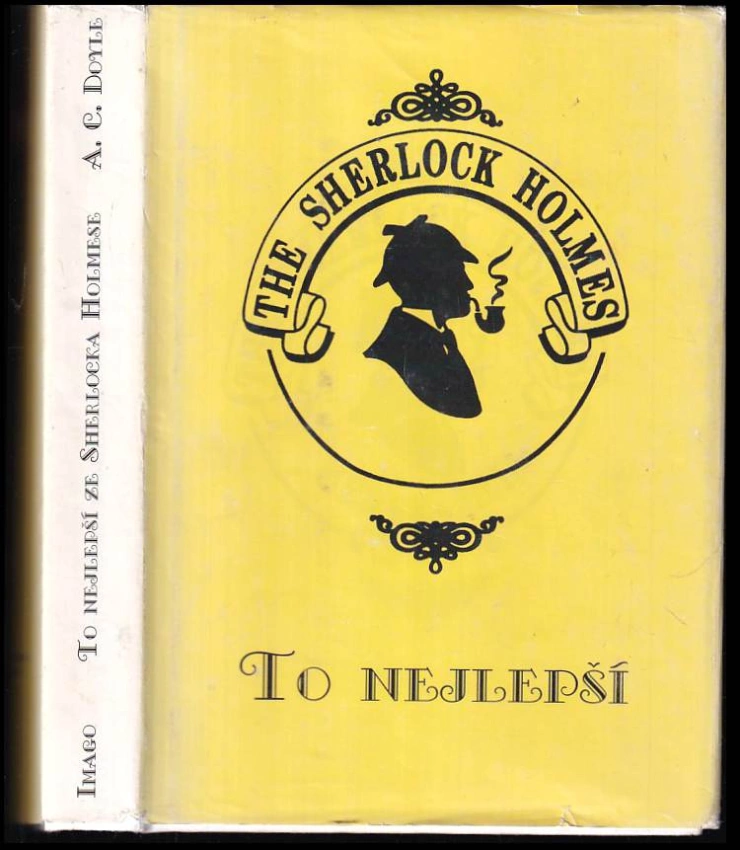 A. C. DOYLE
TO NEJLEPŠÍ ZE SHERLOCKA HOLMESE
IMAGO
THE SHERLOCK HOLMES
TO NEJLEPŠÍ